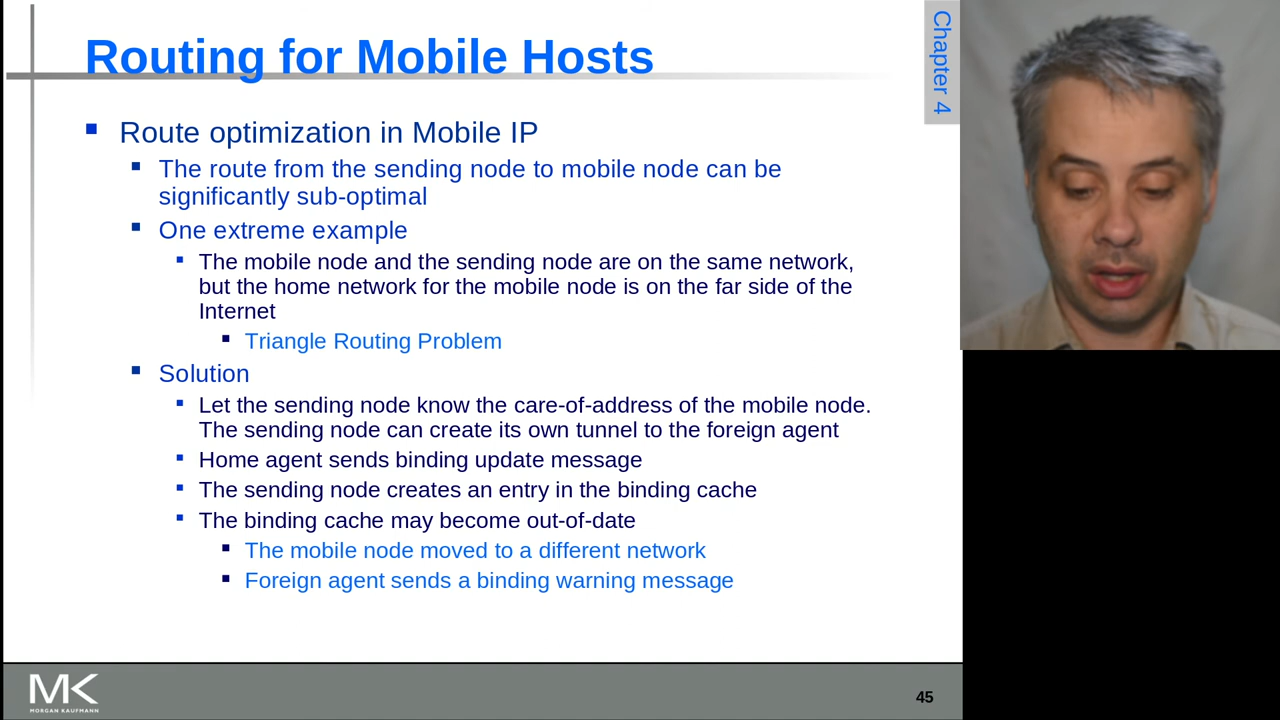 Routing for Mobile Hosts
Chapter 4
Route optimization in Mobile IP
The route from the sending node to mobile node can be
significantly sub-optimal
One extreme example
The mobile node and the sending node are on the same network,
but the home network for the mobile node is on the far side of the
Internet
Triangle Routing Problem
Solution
Let the sending node know the care-of-address of the mobile node.
The sending node can create its own tunnel to the foreign agent
Home agent sends binding update message
The sending node creates an entry in the binding cache
The binding cache may become out-of-date
The mobile node moved to a different network
Foreign agent sends a binding warning message
MK
MORGAN KAUFMANN
45